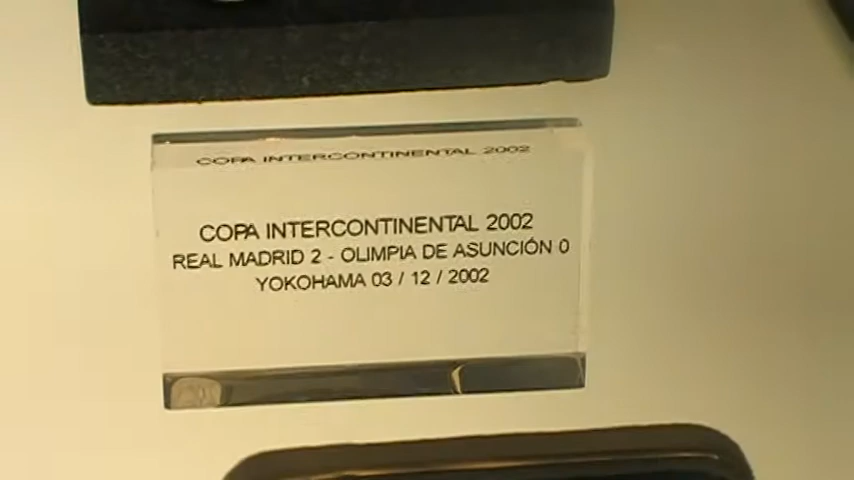 COPA INTERCONTINENTAL 2002
COPA INTERCONTINENTAL 2002
REAL MADRID 2 - OLIMPIA DE ASUNCIÓN 0
YOKOHAMA 03 / 12 / 2002